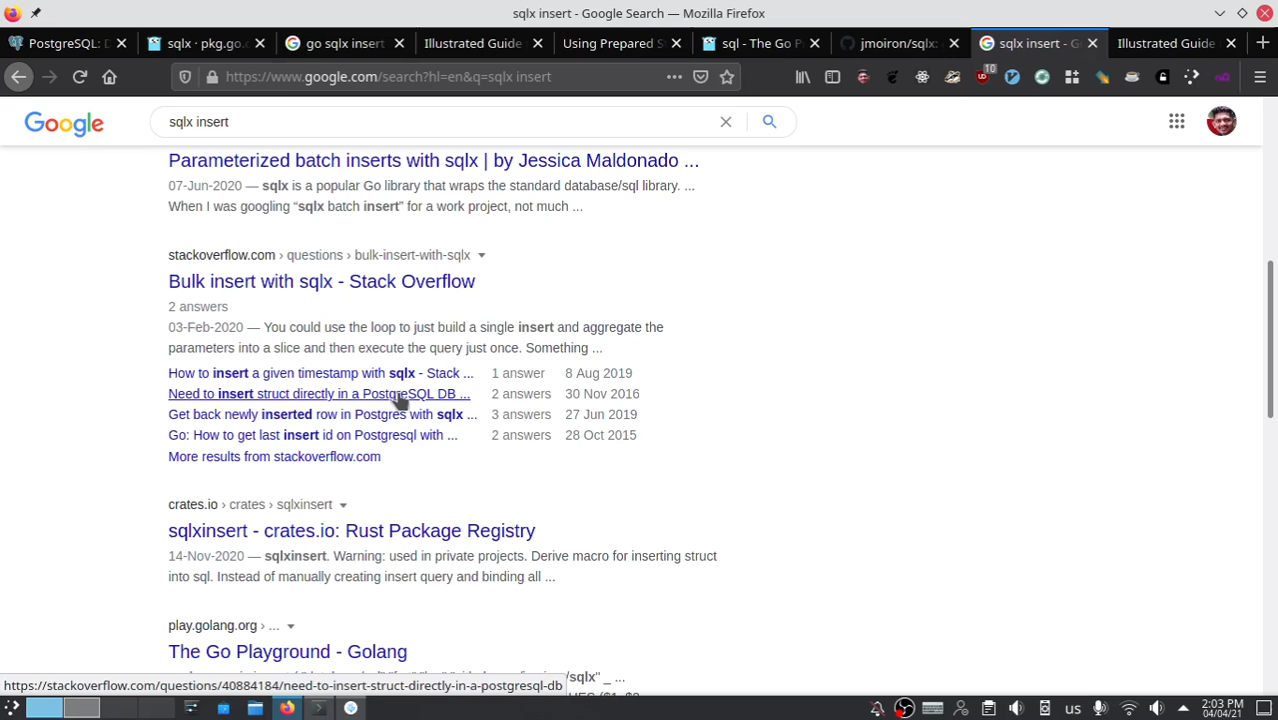 sqlx insert - Google Search — Mozilla Firefox
PostgreSQL: D
sqlx · pkg.go.
go sqlx insert
Illustrated Guide
Using Prepared S
sql - The Go P
jmoiron/sqlx:
sqlx insert - G
Illustrated Guide
https://www.google.com/search?hl=en&q=sqlx insert
10
Google
sqlx insert
Parameterized batch inserts with sqlx | by Jessica Maldonado ...
07-Jun-2020 — sqlx is a popular Go library that wraps the standard database/sql library. ...
When I was googling “sqlx batch insert” for a work project, not much ...
stackoverflow.com › questions › bulk-insert-with-sqlx
Bulk insert with sqlx - Stack Overflow
2 answers
03-Feb-2020 — You could use the loop to just build a single insert and aggregate the
parameters into a slice and then execute the query just once. Something ...
How to insert a given timestamp with sqlx - Stack ... 1 answer 8 Aug 2019
Need to insert struct directly in a PostgreSQL DB ... 2 answers 30 Nov 2016
Get back newly inserted row in Postgres with sqlx ... 3 answers 27 Jun 2019
Go: How to get last insert id on Postgresql with ... 2 answers 28 Oct 2015
More results from stackoverflow.com
crates.io › crates › sqlxinsert
sqlxinsert - crates.io: Rust Package Registry
14-Nov-2020 — sqlxinsert. Warning: used in private projects. Derive macro for inserting struct
into sql. Instead of manually creating insert query and binding all ...
play.golang.org › ...
The Go Playground - Golang
/sqlx" _ ...
https://stackoverflow.com/questions/40884184/need-to-insert-struct-directly-in-a-postgresql-db
us
2:03 PM
04/04/21